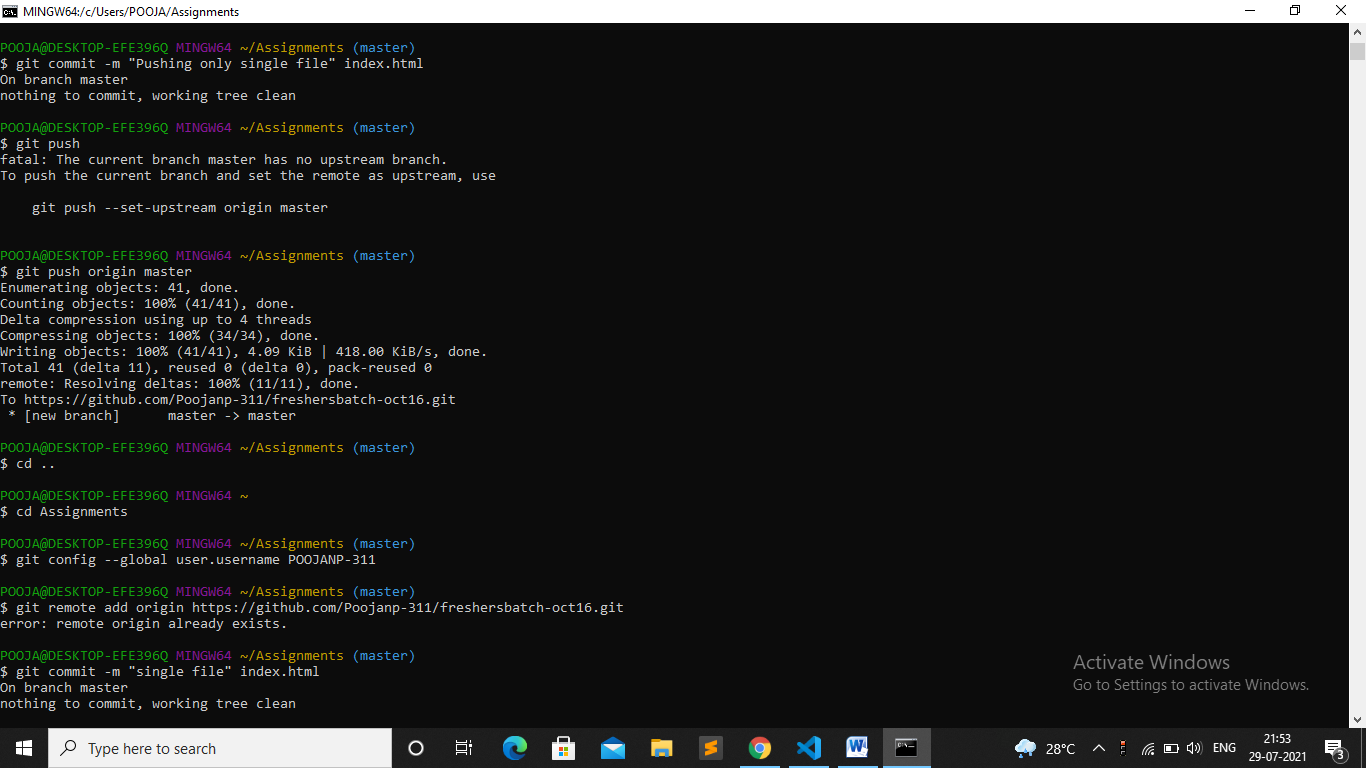 MINGW64:/c/Users/POOJA/Assignments
POOJA@DESKTOP-EFE396Q MINGW64 ~/Assignments (master)
$ git commit -m "Pushing only single file" index.html
On branch master
nothing to commit, working tree clean
POOJA@DESKTOP-EFE396Q MINGW64 ~/Assignments (master)
$ git push
fatal: The current branch master has no upstream branch.
To push the current branch and set the remote as upstream, use
    git push --set-upstream origin master
POOJA@DESKTOP-EFE396Q MINGW64 ~/Assignments (master)
$ git push origin master
Enumerating objects: 41, done.
Counting objects: 100% (41/41), done.
Delta compression using up to 4 threads
Compressing objects: 100% (34/34), done.
Writing objects: 100% (41/41), 4.09 KiB | 418.00 KiB/s, done.
Total 41 (delta 11), reused 0 (delta 0), pack-reused 0
remote: Resolving deltas: 100% (11/11), done.
To https://github.com/Poojanp-311/freshersbatch-oct16.git
 * [new branch]      master -> master
POOJA@DESKTOP-EFE396Q MINGW64 ~/Assignments (master)
$ cd ..
POOJA@DESKTOP-EFE396Q MINGW64 ~
$ cd Assignments
POOJA@DESKTOP-EFE396Q MINGW64 ~/Assignments (master)
$ git config --global user.username POOJANP-311
POOJA@DESKTOP-EFE396Q MINGW64 ~/Assignments (master)
$ git remote add origin https://github.com/Poojanp-311/freshersbatch-oct16.git
error: remote origin already exists.
POOJA@DESKTOP-EFE396Q MINGW64 ~/Assignments (master)
$ git commit -m "single file" index.html
On branch master
nothing to commit, working tree clean
Activate Windows
Go to Settings to activate Windows.
Type here to search
28°C
ENG
21:53
29-07-2021
3